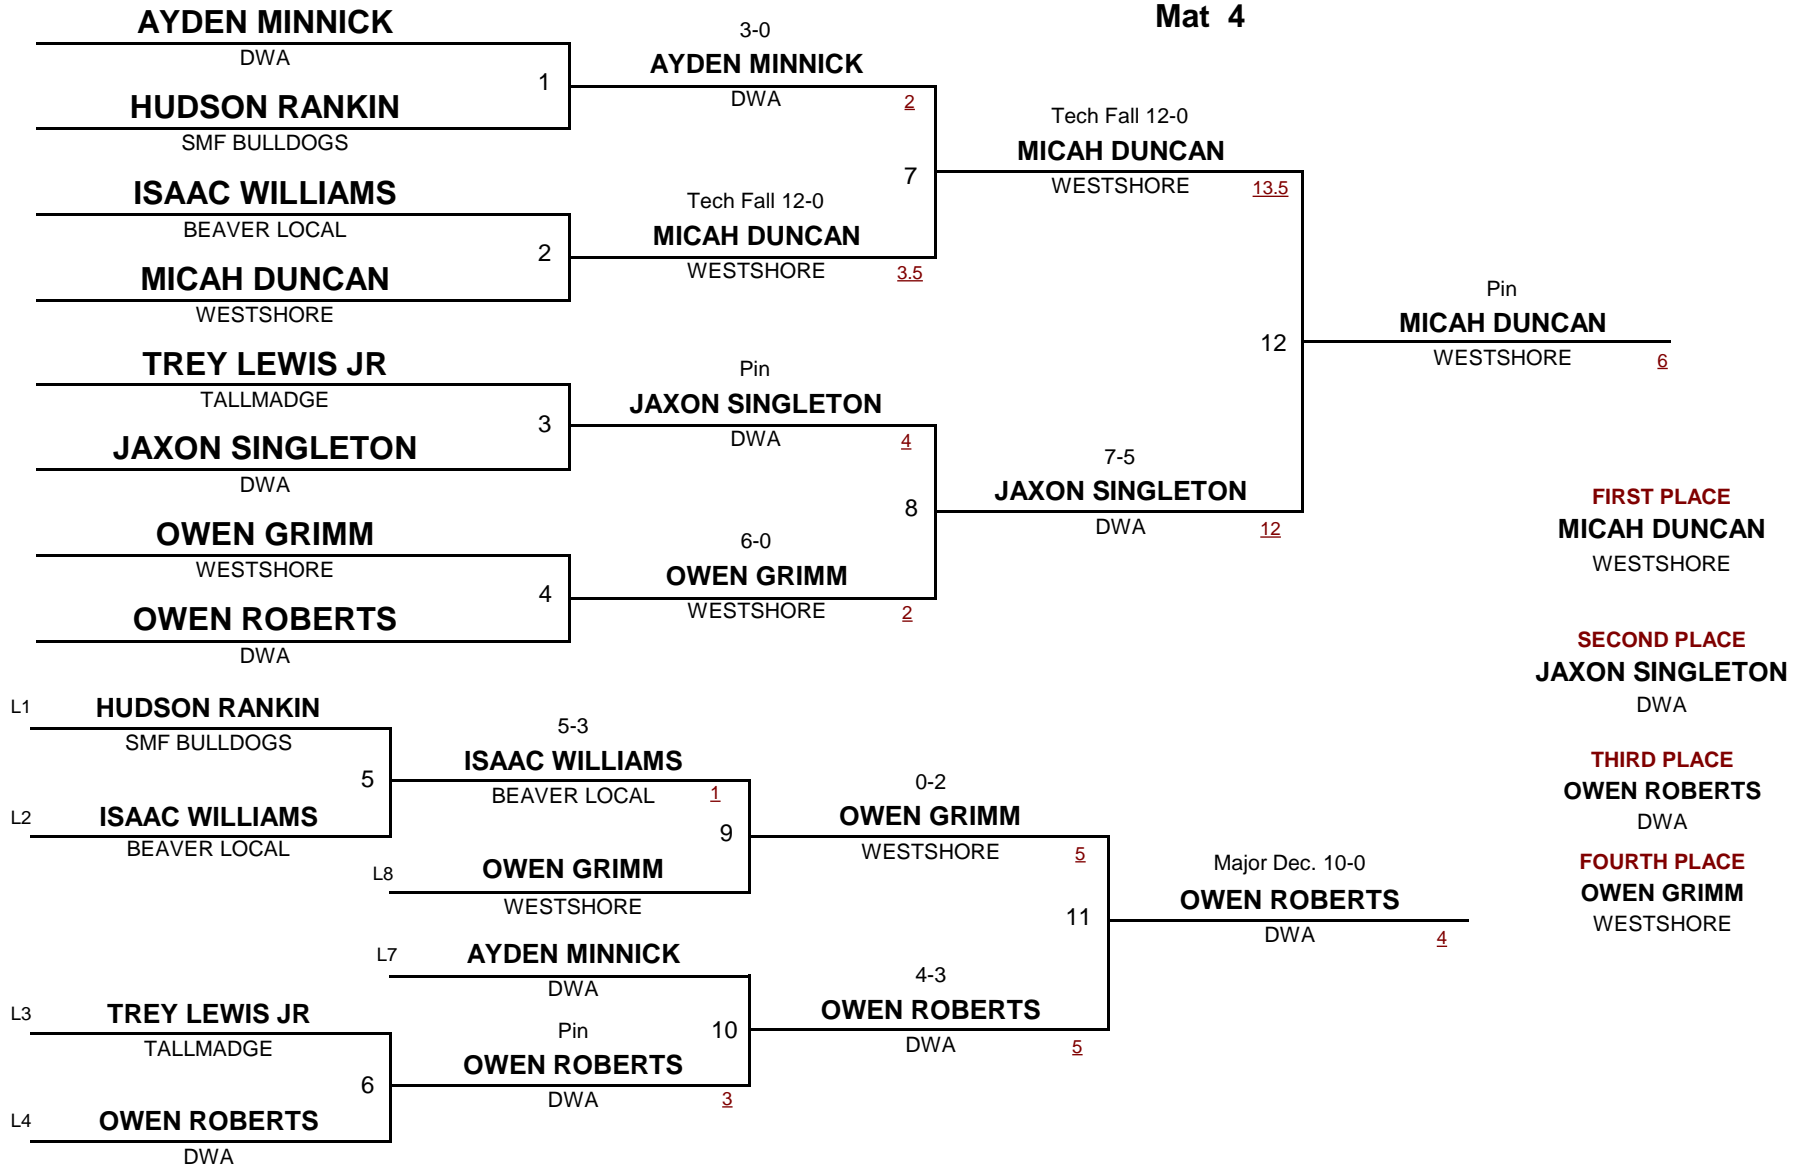 Mat 4
AYDEN MINNICK
DWA
1
HUDSON RANKIN
SMF BULLDOGS
ISAAC WILLIAMS
BEAVER LOCAL
2
MICAH DUNCAN
WESTSHORE
TREY LEWIS JR
TALLMADGE
3
JAXON SINGLETON
DWA
OWEN GRIMM
WESTSHORE
4
OWEN ROBERTS
DWA
3-0
AYDEN MINNICK
DWA 2
7
Tech Fall 12-0
MICAH DUNCAN
WESTSHORE 3.5
Pin
JAXON SINGLETON
DWA 4
8
6-0
OWEN GRIMM
WESTSHORE 2
Tech Fall 12-0
MICAH DUNCAN
WESTSHORE 13.5
12
7-5
JAXON SINGLETON
DWA 12
Pin
MICAH DUNCAN
WESTSHORE 6
FIRST PLACE
MICAH DUNCAN
WESTSHORE
SECOND PLACE
JAXON SINGLETON
DWA
THIRD PLACE
OWEN ROBERTS
DWA
FOURTH PLACE
OWEN GRIMM
WESTSHORE
L1 HUDSON RANKIN
SMF BULLDOGS
5
L2 ISAAC WILLIAMS
BEAVER LOCAL
L3 TREY LEWIS JR
TALLMADGE
6
L4 OWEN ROBERTS
DWA
5-3
ISAAC WILLIAMS
BEAVER LOCAL 1
9
L8 OWEN GRIMM
WESTSHORE
L7 AYDEN MINNICK
DWA
10
Pin
OWEN ROBERTS
DWA 3
0-2
OWEN GRIMM
WESTSHORE 5
11
4-3
OWEN ROBERTS
DWA 5
Major Dec. 10-0
OWEN ROBERTS
DWA 4